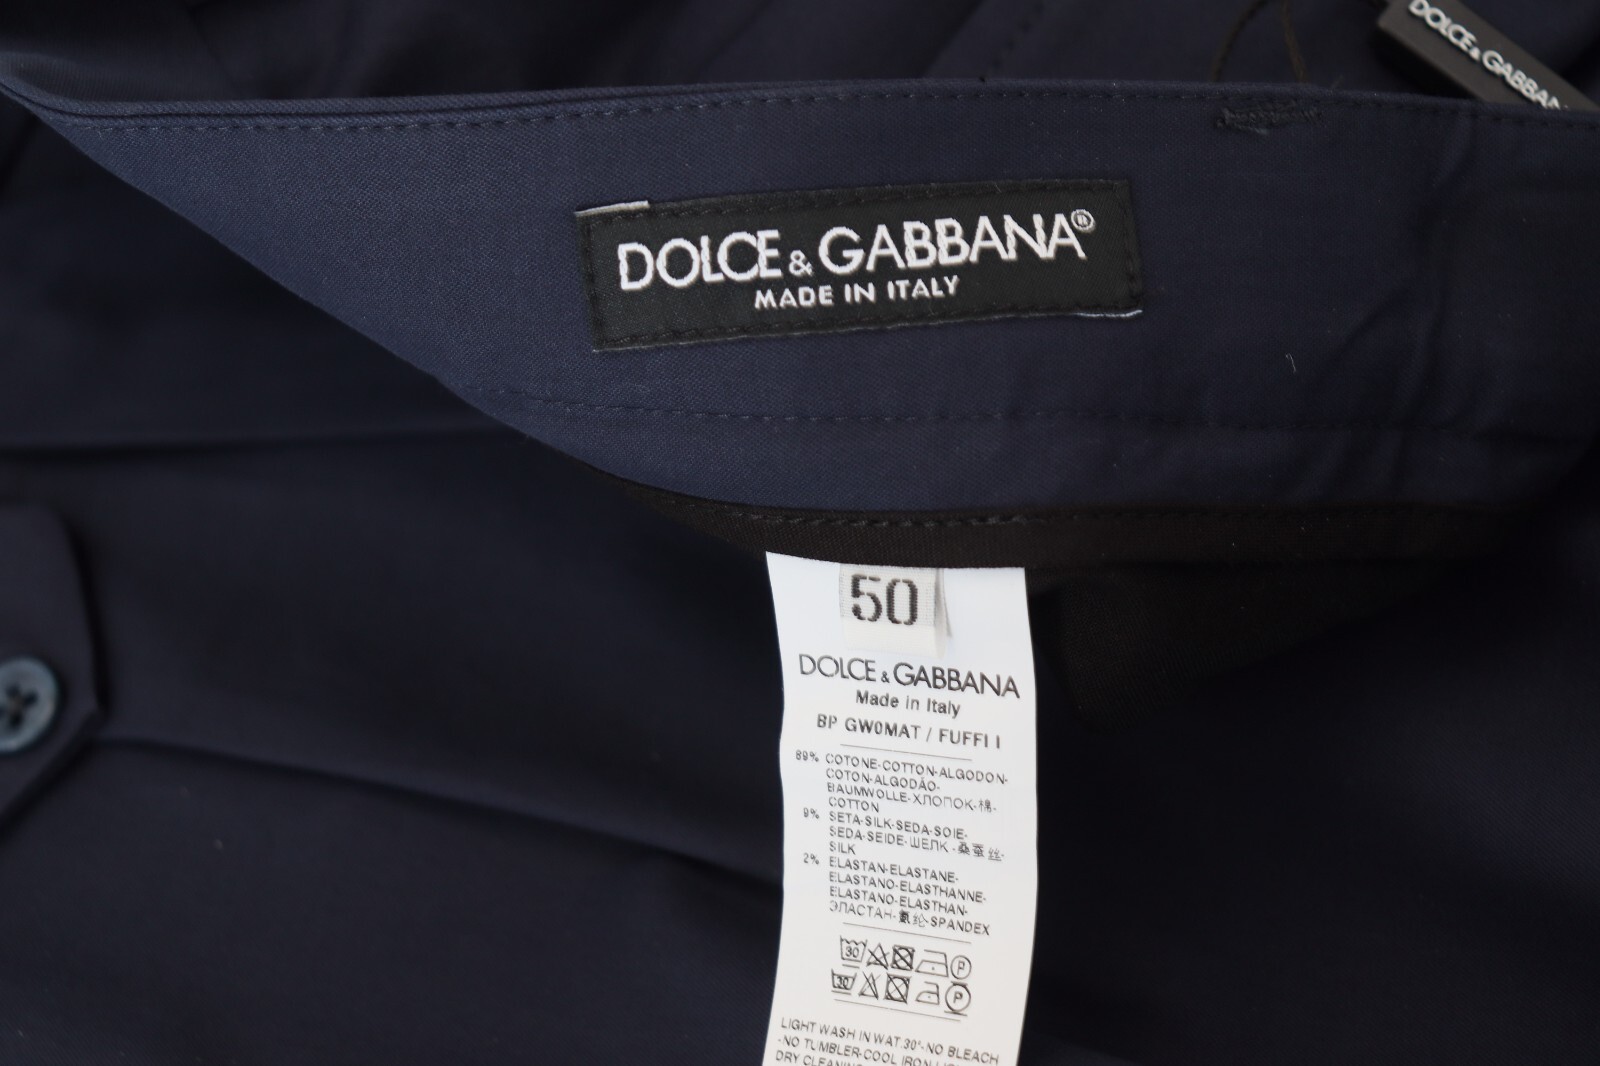 DOLCE & GABBANA
DOLCE & GABBANA®
MADE IN ITALY
50
DOLCE & GABBANA
Made in Italy
BP GW0MAT / FUFFI I
89% COTONE-COTTON-ALGODON-
COTON-ALGODÃO-
BAUMWOLLE-ХЛОПОК-棉-
COTTON
9% SETA-SILK-SEDA-SOIE-
SEDA-SEIDE-ШЕЛК-桑蚕丝-
SILK
2% ELASTAN-ELASTANE-
ELASTANO-ELASTHANNE-
ELASTANO-ELASTHAN-
ЭЛАСТАН-氨纶-SPANDEX
30 P
30 P
LIGHT WASH IN WAT.30°-NO BLEACH
-NO TUMBLER-COOL IRON
DRY CLEANING